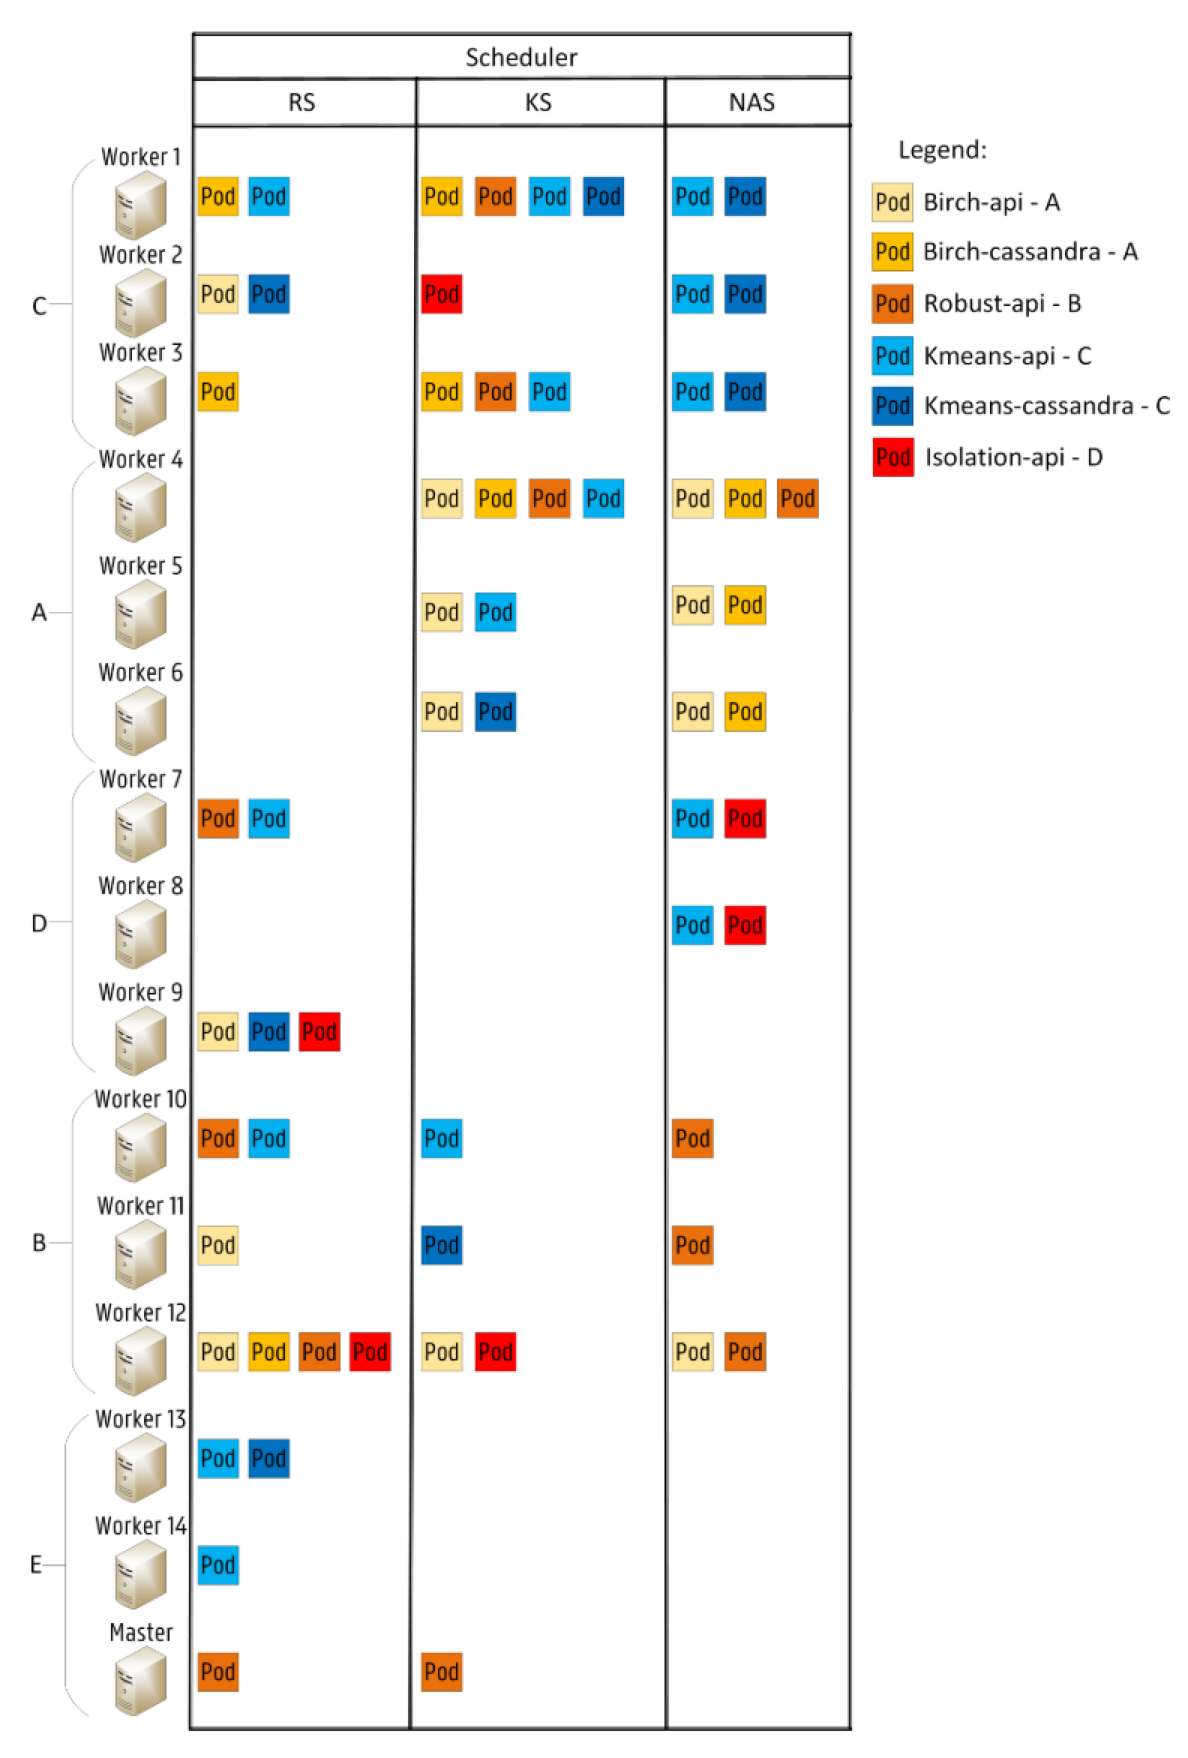 Scheduler
RS KS NAS
Legend:
Pod Birch-api - A
Pod Birch-cassandra - A
Pod Robust-api - B
Pod Kmeans-api - C
Pod Kmeans-cassandra - C
Pod Isolation-api - D
C
Worker 1
Pod Pod Pod Pod Pod Pod Pod Pod
Worker 2
Pod Pod Pod Pod Pod
Worker 3
Pod Pod Pod Pod Pod Pod
A
Worker 4
Pod Pod Pod Pod Pod Pod Pod
Worker 5
Pod Pod Pod Pod
Worker 6
Pod Pod Pod Pod
D
Worker 7
Pod Pod Pod Pod
Worker 8
Pod Pod
Worker 9
Pod Pod Pod
B
Worker 10
Pod Pod Pod Pod
Worker 11
Pod Pod Pod
Worker 12
Pod Pod Pod Pod Pod Pod Pod Pod
E
Worker 13
Pod Pod
Worker 14
Pod
Master
Pod Pod